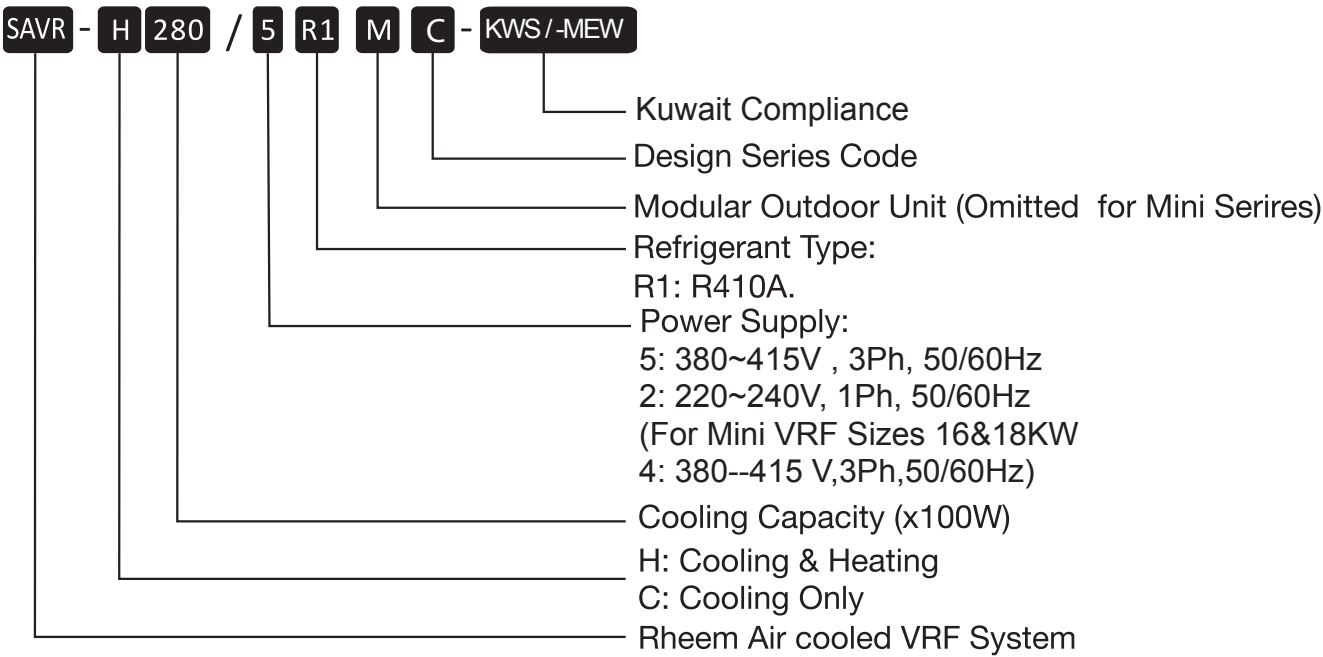 SAVR - H 280 / 5 R1 M C - KWS / -MEW
Kuwait Compliance
Design Series Code
Modular Outdoor Unit (Omitted for Mini Serires)
Refrigerant Type:
R1: R410A.
Power Supply:
5: 380~415V , 3Ph, 50/60Hz
2: 220~240V, 1Ph, 50/60Hz
(For Mini VRF Sizes 16&18KW
4: 380--415 V,3Ph,50/60Hz)
Cooling Capacity (x100W)
H: Cooling & Heating
C: Cooling Only
Rheem Air cooled VRF System